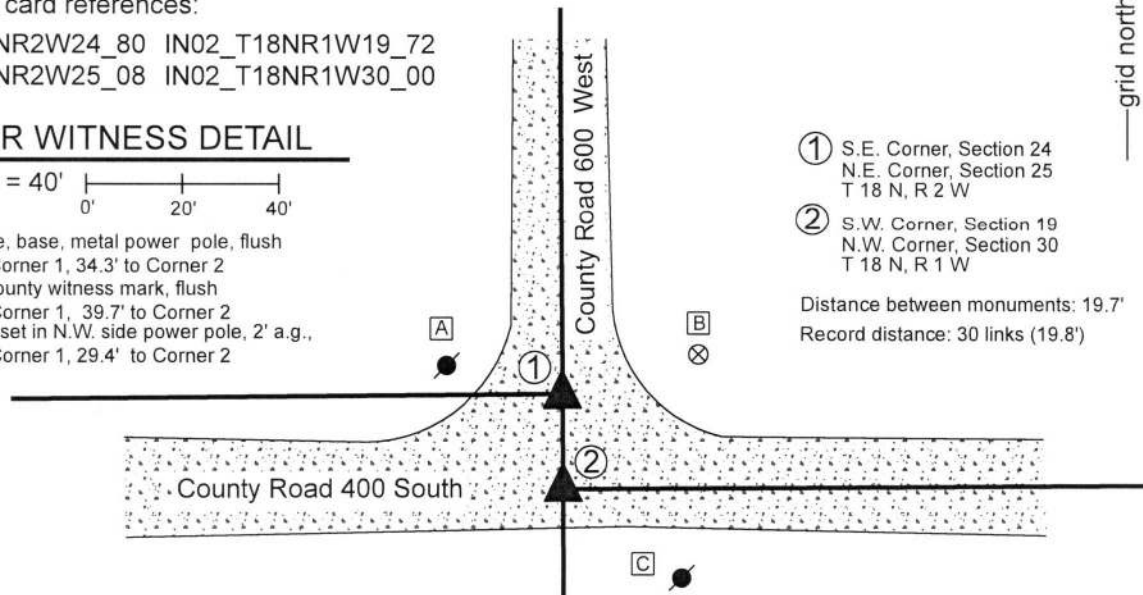 card references:
NR2W24_80 IN02_T18NR1W19_72
NR2W25_08 IN02_T18NR1W30_00
R WITNESS DETAIL
= 40'
0' 20' 40'
e, base, metal power pole, flush
Corner 1, 34.3' to Corner 2
ounty witness mark, flush
Corner 1, 39.7' to Corner 2
set in N.W. side power pole, 2' a.g.,
Corner 1, 29.4' to Corner 2
County Road 600 West
grid north
1 S.E. Corner, Section 24
N.E. Corner, Section 25
T 18 N, R 2 W
2 S.W. Corner, Section 19
N.W. Corner, Section 30
T 18 N, R 1 W
Distance between monuments: 19.7'
Record distance: 30 links (19.8')
A
B
1
2
County Road 400 South
C